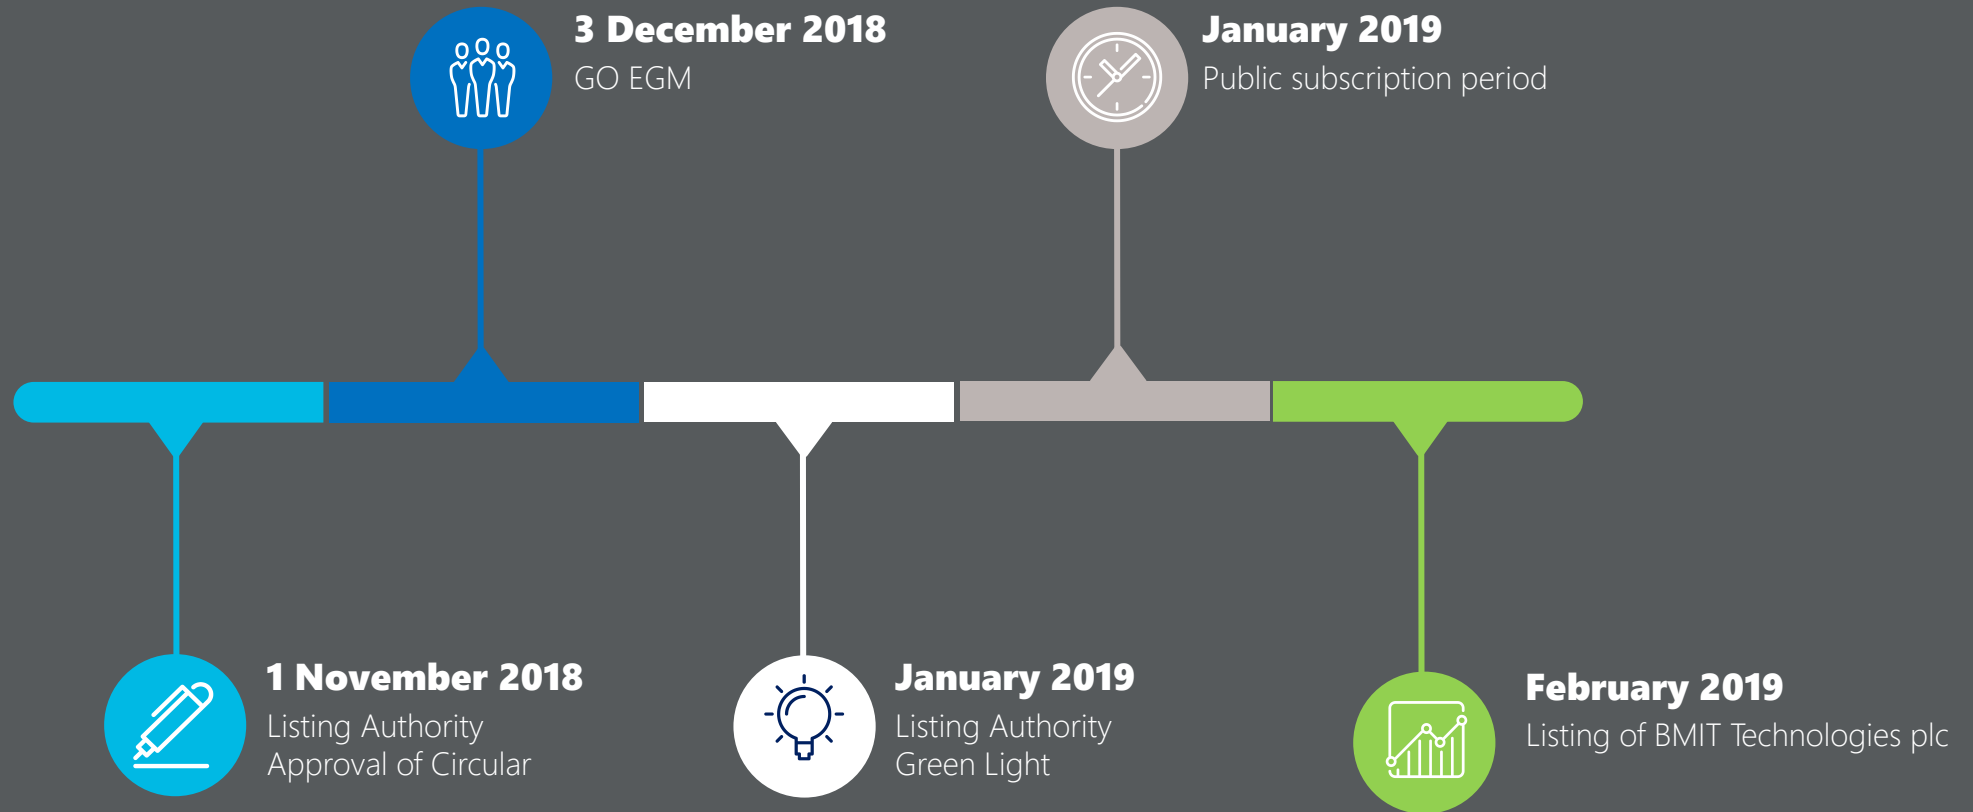 3 December 2018
GO EGM
January 2019
Public subscription period
1 November 2018
Listing Authority
Approval of Circular
January 2019
Listing Authority
Green Light
February 2019
Listing of BMIT Technologies plc